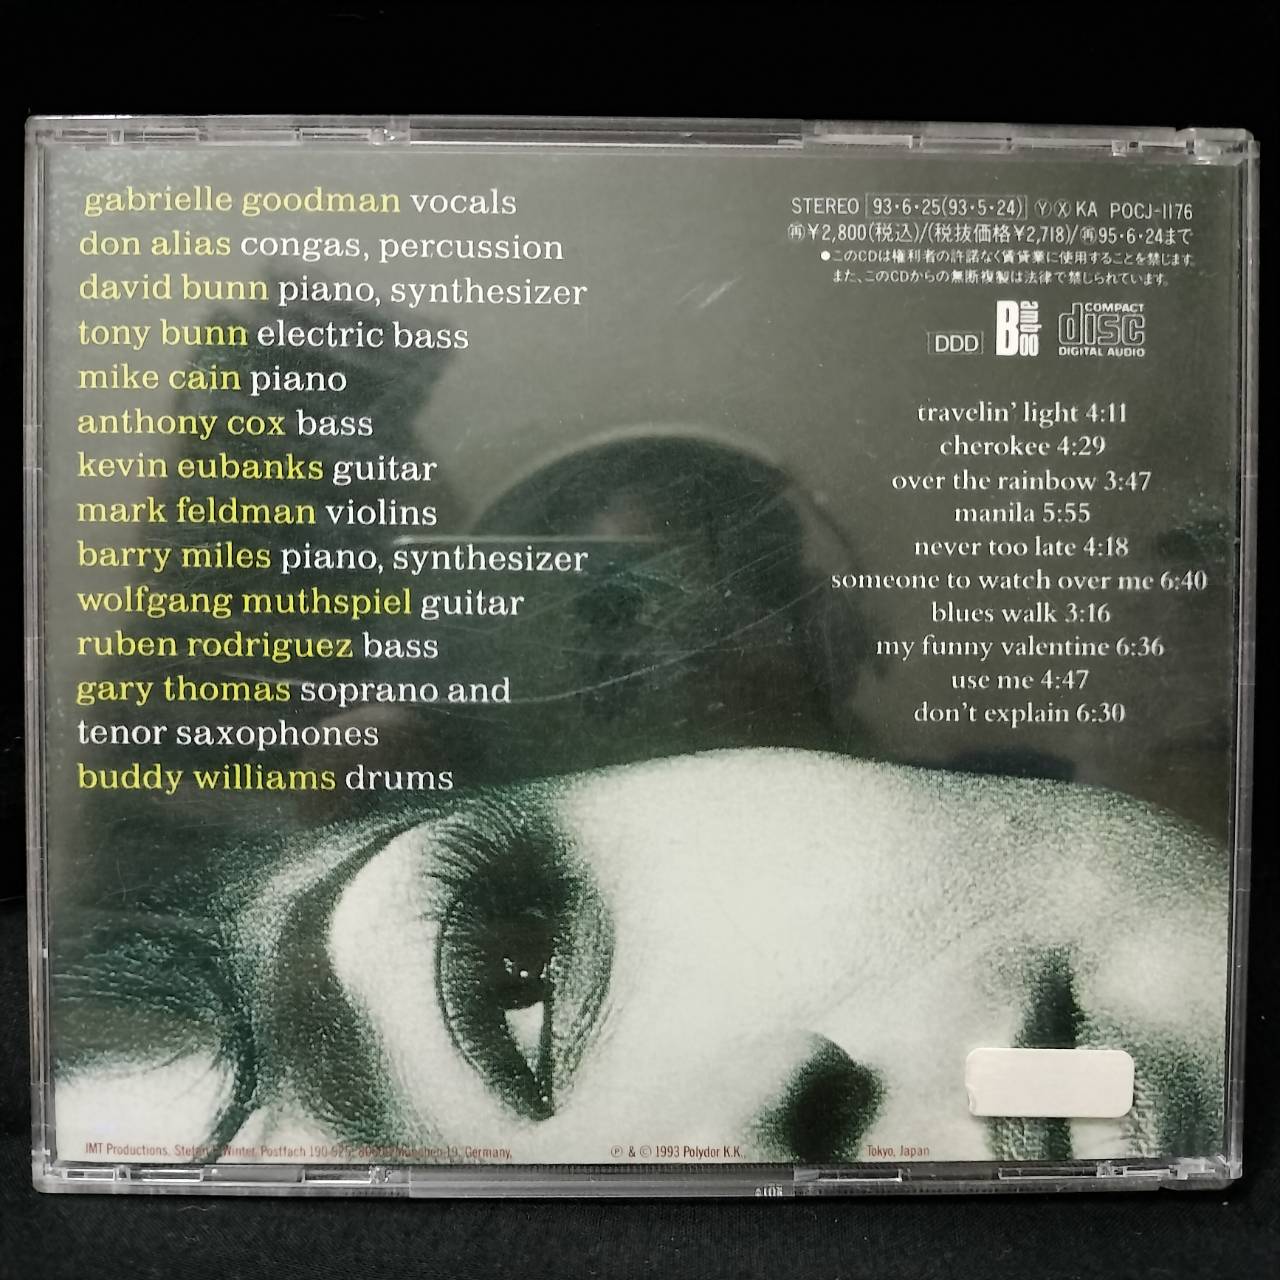 gabrielle goodman vocals
don alias congas, percussion
david bunn piano, synthesizer
tony bunn electric bass
mike cain piano
anthony cox bass
kevin eubanks guitar
mark feldman violins
barry miles piano, synthesizer
wolfgang muthspiel guitar
ruben rodriguez bass
gary thomas soprano and
tenor saxophones
buddy williams drums
STEREO 93・6・25(93・5・24) Ⓨ Ⓧ KA POCJ-1176
㊢¥2,800(税込)/(税抜価格¥2,718)/㊢95・6・24まで
●このCDは権利者の許諾なく賃貸業に使用することを禁じます。
また、このCDからの無断複製は法律で禁じられています。
DDD
Bamboo
COMPACT
disc
DIGITAL AUDIO
travelin' light 4:11
cherokee 4:29
over the rainbow 3:47
manila 5:55
never too late 4:18
someone to watch over me 6:40
blues walk 3:16
my funny valentine 6:36
use me 4:47
don't explain 6:30
IMT Productions, Winter, Postfach Germany,
℗ & © 1993 Polydor K.K., Tokyo, Japan